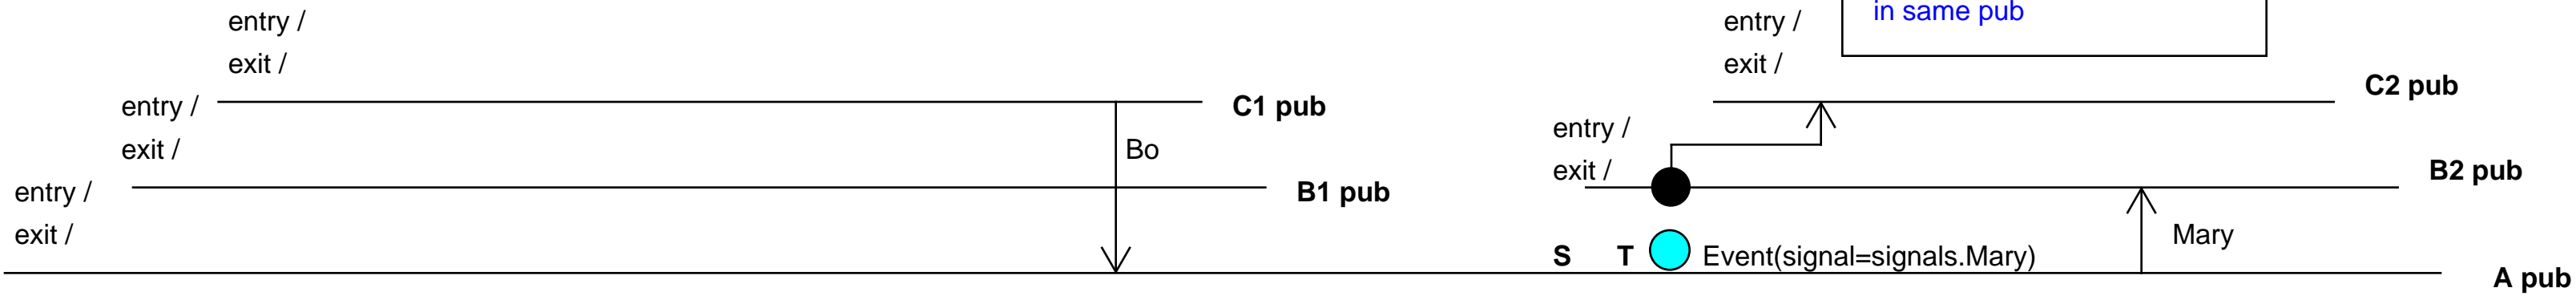 entry /
entry /
in same pub
exit /
exit /
C2 pub
entry /
C1 pub
entry /
exit /
Bo
exit /
B2 pub
entry /
B1 pub
exit /
Mary
S T Event(signal=signals.Mary)
A pub